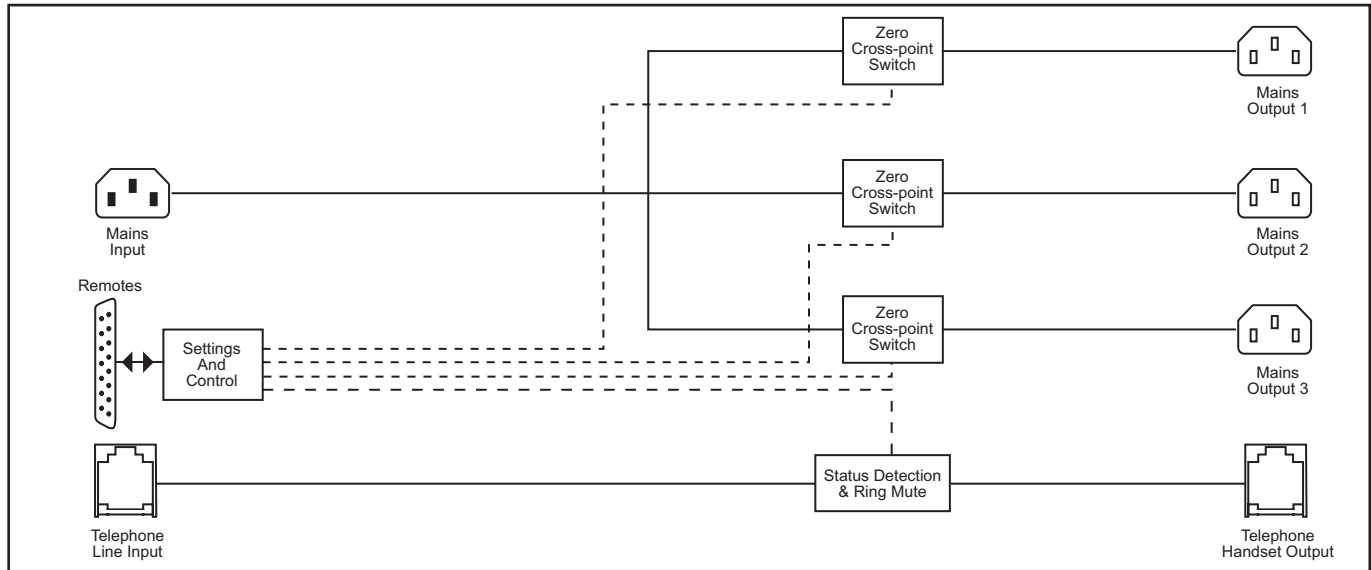 Zero
Cross-point
Switch
Mains
Output 1
Mains
Input
Zero
Cross-point
Switch
Mains
Output 2
Remotes
Settings
And
Control
Zero
Cross-point
Switch
Mains
Output 3
Telephone
Line Input
Status Detection
& Ring Mute
Telephone
Handset Output